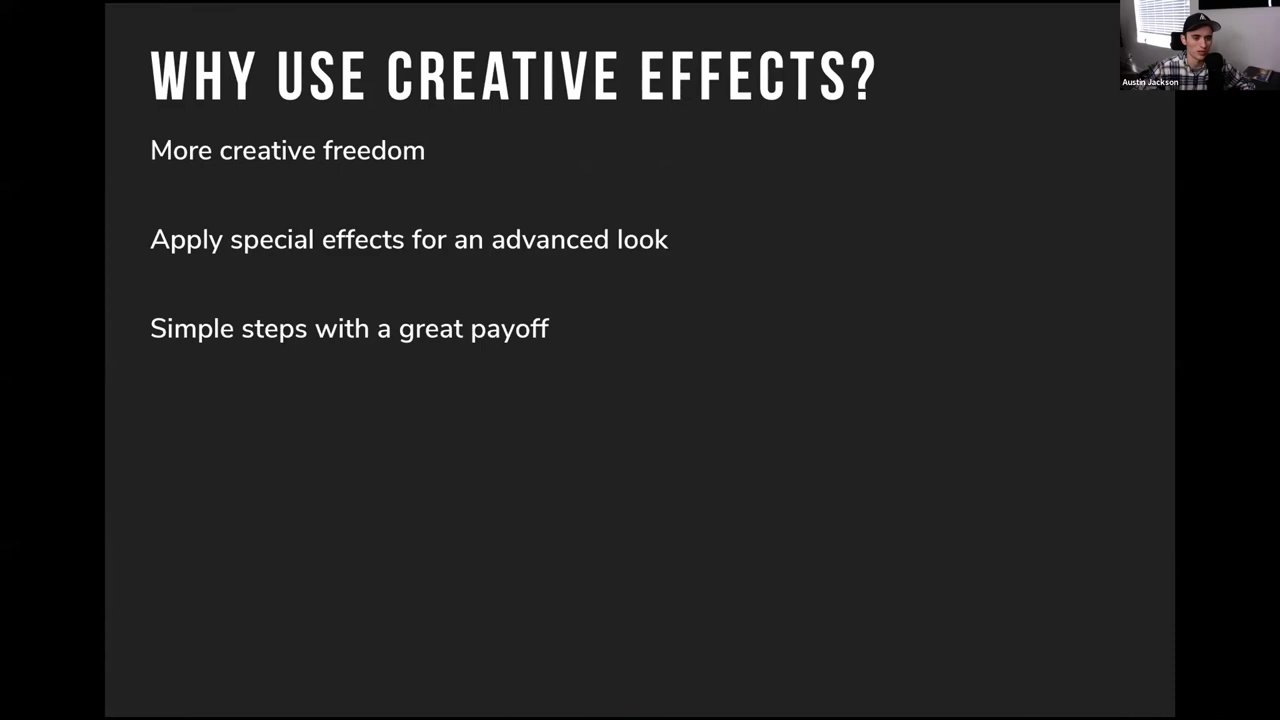 WHY USE CREATIVE EFFECTS?
More creative freedom
Apply special effects for an advanced look
Simple steps with a great payoff
Austin Jackson